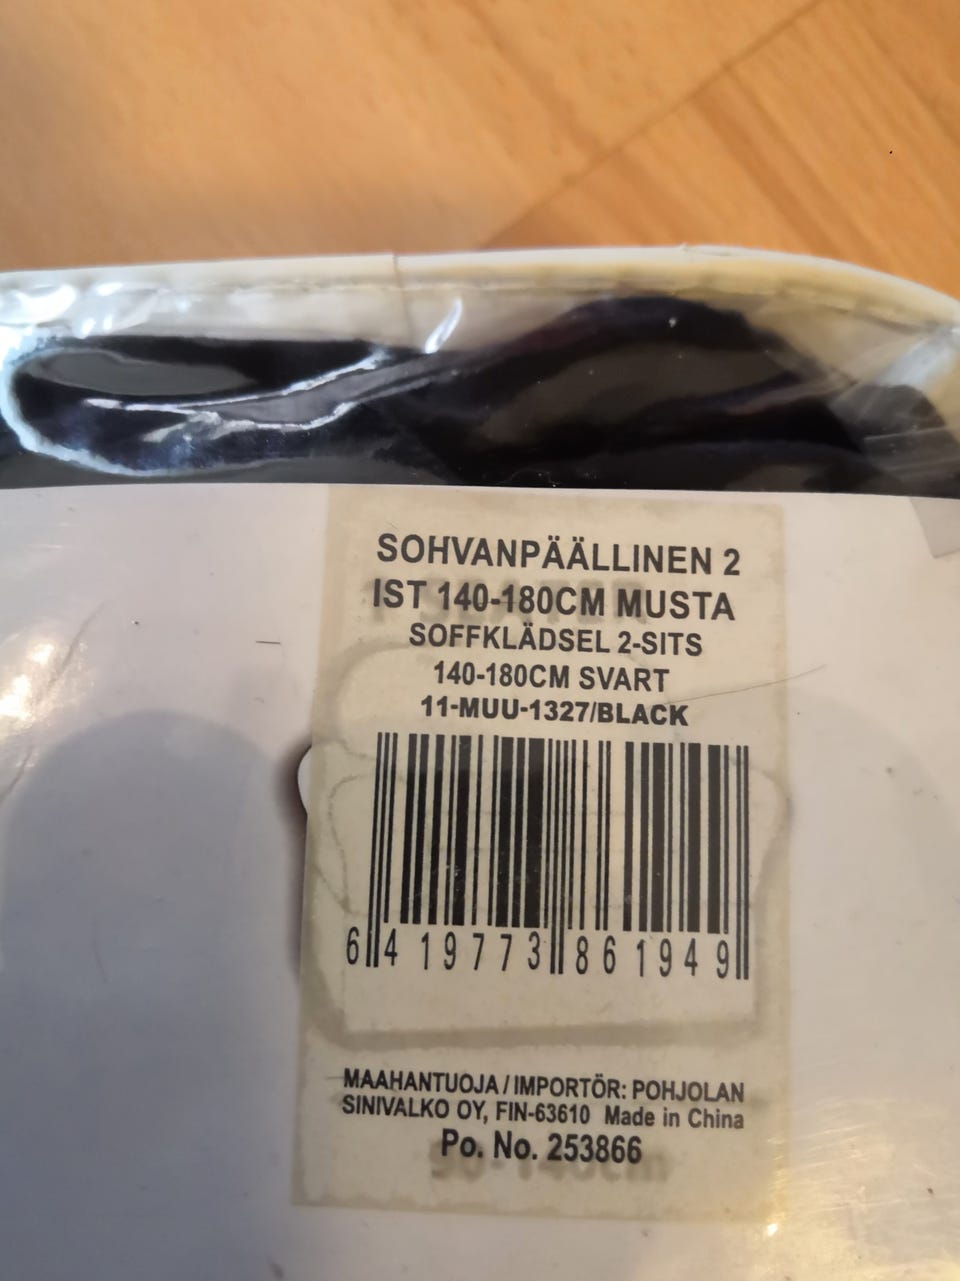 SOHVANPÄÄLLINEN 2
IST 140-180CM MUSTA
SOFFKLÄDSEL 2-SITS
140-180CM SVART
11-MUU-1327/BLACK
6 419773 861949
MAAHANTUOJA / IMPORTÖR: POHJOLAN
SINIVALKO OY, FIN-63610 Made in China
Po. No. 253866